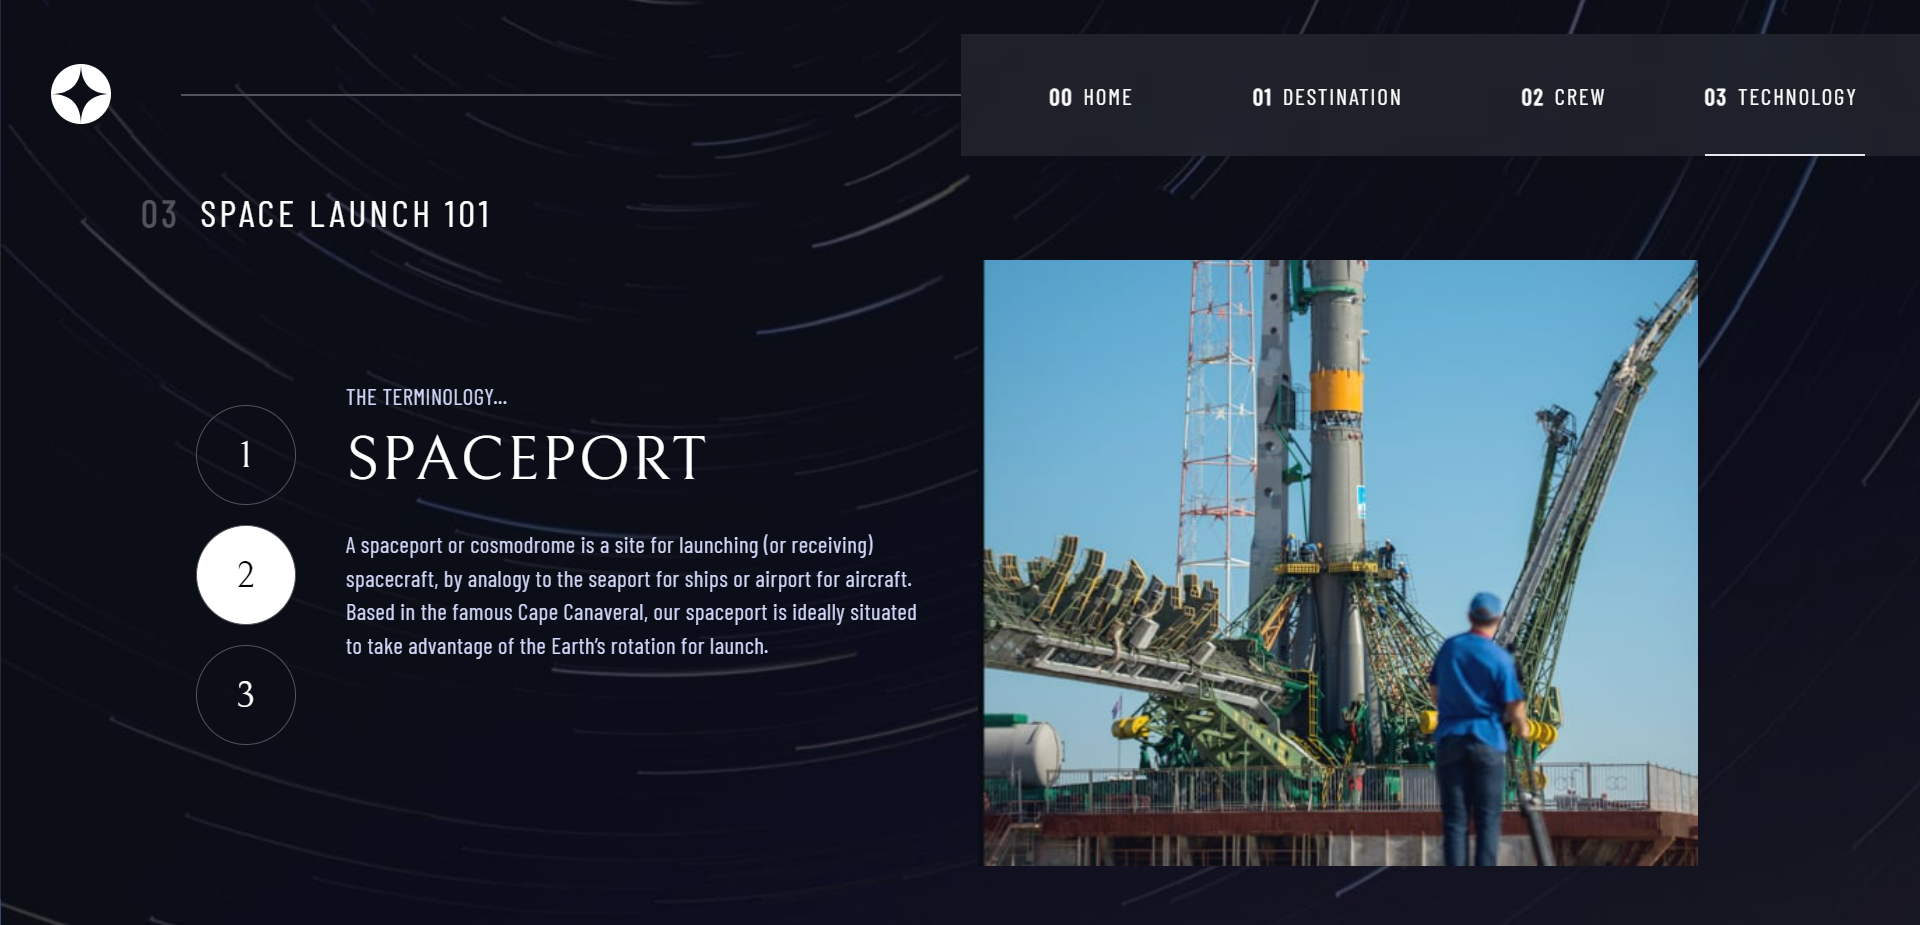 00 HOME 01 DESTINATION 02 CREW 03 TECHNOLOGY
03 SPACE LAUNCH 101
THE TERMINOLOGY...
SPACEPORT
1
2
3
A spaceport or cosmodrome is a site for launching (or receiving)
spacecraft, by analogy to the seaport for ships or airport for aircraft.
Based in the famous Cape Canaveral, our spaceport is ideally situated
to take advantage of the Earth’s rotation for launch.